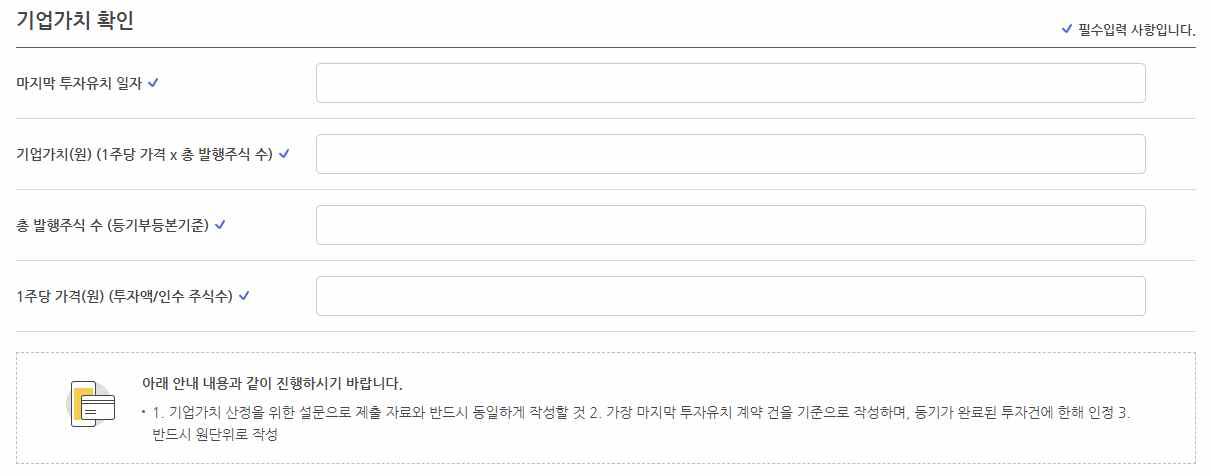 기업가치 확인
필수입력 사항입니다.
마지막 투자유치 일자
기업가치(원) (1주당 가격 x 총 발행주식 수)
총 발행주식 수 (등기부등본기준)
1주당 가격(원) (투자액/인수 주식수)
아래 안내 내용과 같이 진행하시기 바랍니다.
• 1. 기업가치 산정을 위한 설문으로 제출 자료와 반드시 동일하게 작성할 것 2. 가장 마지막 투자유치 계약 건을 기준으로 작성하며, 등기가 완료된 투자건에 한해 인정 3.
반드시 원단위로 작성